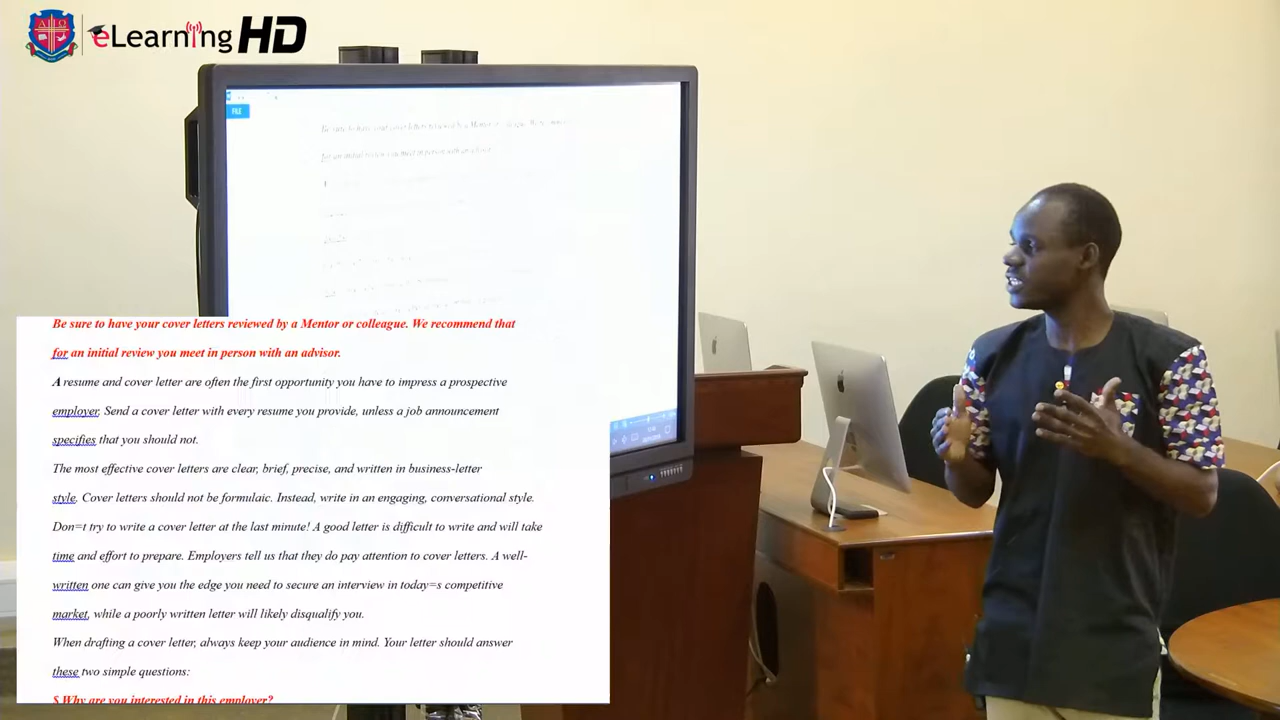 eLearning HD
FILE
Be sure to have your cover letters reviewed by a Mentor or colleague. We recommend that
for an initial review you meet in person with an advisor.
A resume and cover letter are often the first opportunity you have to impress a prospective
employer. Send a cover letter with every resume you provide, unless a job announcement
specifies that you should not.
The most effective cover letters are clear, brief, precise, and written in business-letter
style. Cover letters should not be formulaic. Instead, write in an engaging, conversational style.
Don=t try to write a cover letter at the last minute! A good letter is difficult to write and will take
time and effort to prepare. Employers tell us that they do pay attention to cover letters. A well-
written one can give you the edge you need to secure an interview in today=s competitive
market, while a poorly written letter will likely disqualify you.
When drafting a cover letter, always keep your audience in mind. Your letter should answer
these two simple questions:
$ Why are you interested in this employer?